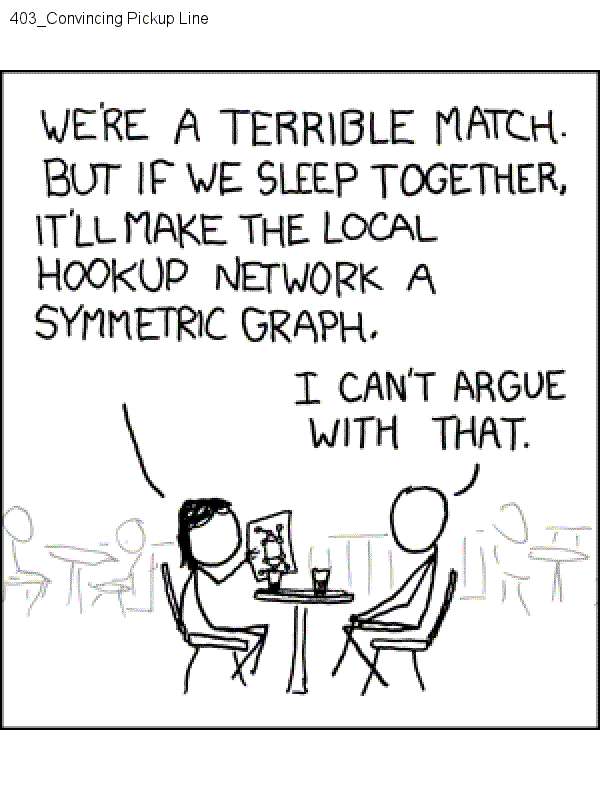 403_Convincing Pickup Line
WE'RE A TERRIBLE MATCH.
BUT IF WE SLEEP TOGETHER,
IT'LL MAKE THE LOCAL
HOOKUP NETWORK A
SYMMETRIC GRAPH.
I CAN'T ARGUE
WITH THAT.